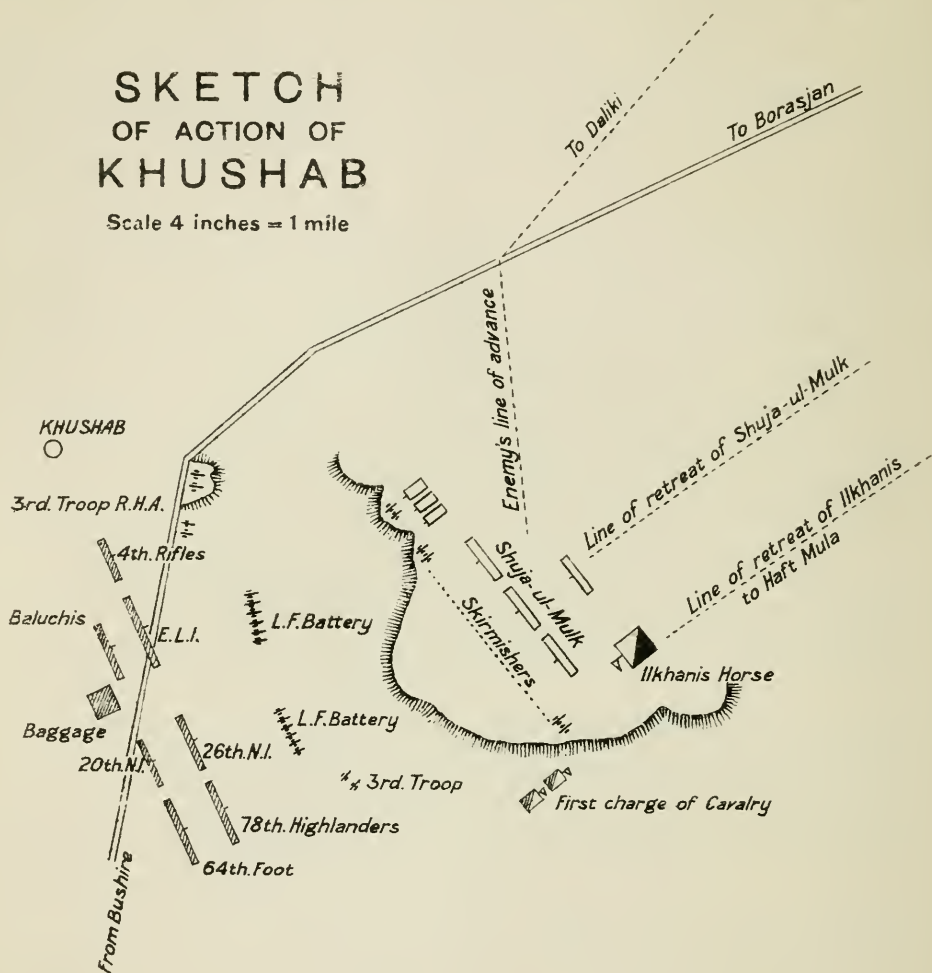 SKETCH
OF ACTION OF
KHUSHAB
Scale 4 inches = 1 mile
To Daliki
To Borasjan
Enemy's line of advance
Line of retreat of Shuja-ul-Mulk
Line of retreat of Ilkhanis
to Haft Mula
KHUSHAB
3rd. Troop R.H.A.
4th. Rifles
Baluchis
E.L.I.
L.F. Battery
Shuja-ul-Mulk
Skirmishers
Ilkhanis Horse
Baggage
L.F. Battery
20th. N.I.
26th. N.I.
3rd. Troop
First charge of Cavalry
78th. Highlanders
64th. Foot
from Bushire